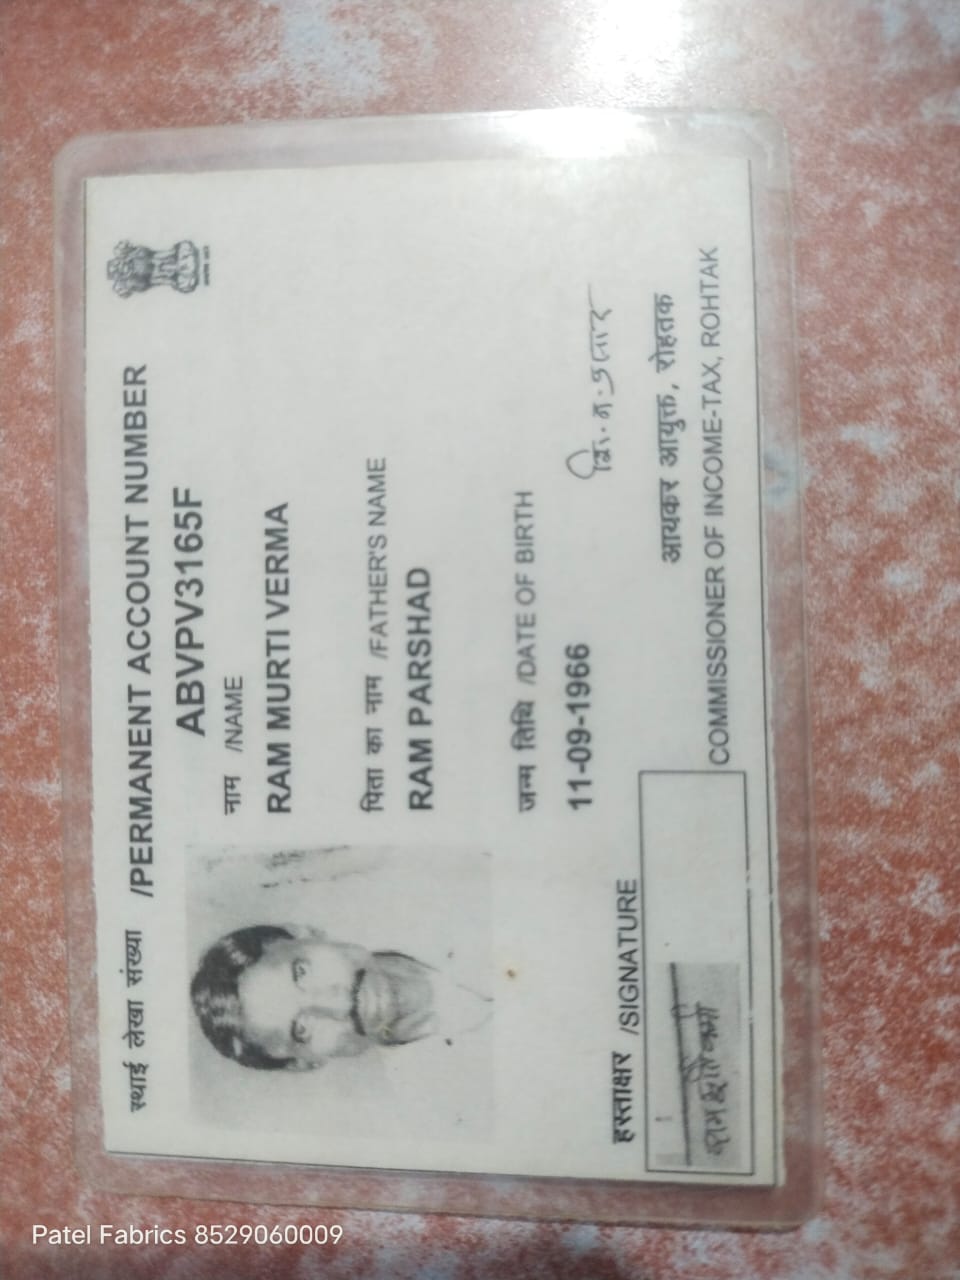 स्थाई लेखा संख्या /PERMANENT ACCOUNT NUMBER
ABVPV3165F
नाम /NAME
RAM MURTI VERMA
पिता का नाम /FATHER'S NAME
RAM PARSHAD
जन्म तिथि /DATE OF BIRTH
11-09-1966
हस्ताक्षर /SIGNATURE
राम मूर्ति वर्मा
आयकर आयुक्त, रोहतक
COMMISSIONER OF INCOME-TAX, ROHTAK
Patel Fabrics 8529060009